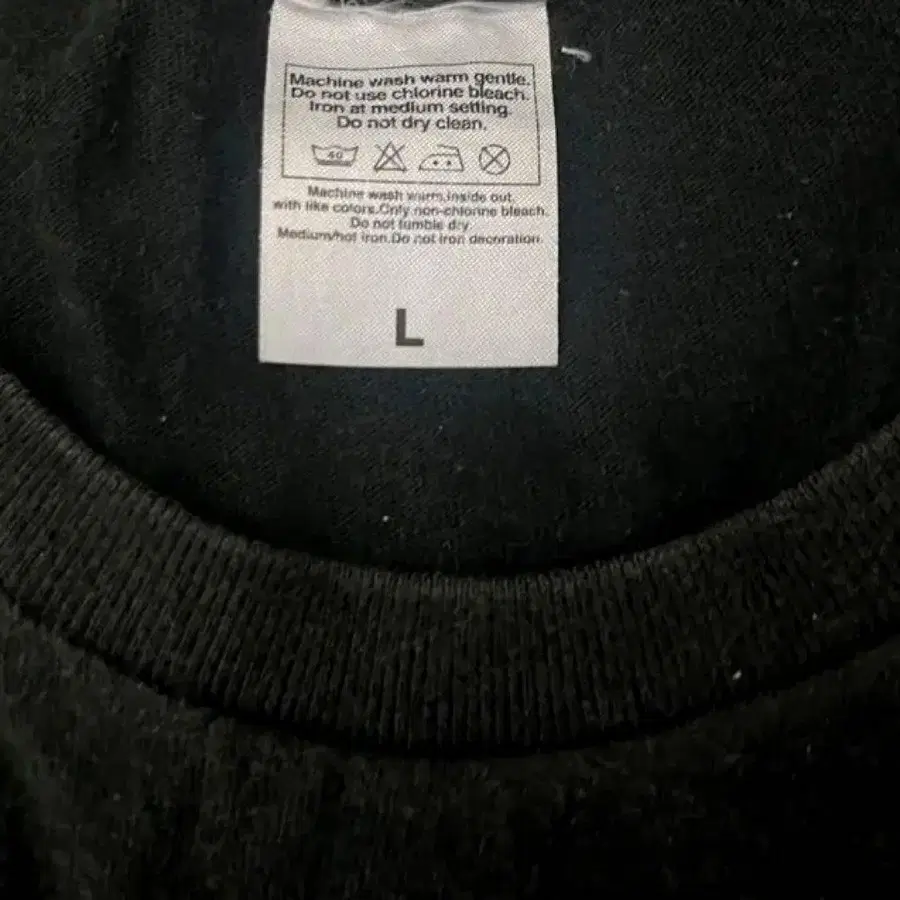 Machine wash warm gentle.
Do not use chlorine bleach.
Iron at medium setting.
Do not dry clean.
40
Machine wash warm,inside out,
with like colors.Only non-chlorine bleach.
Do not tumble dry.
Medium/hot iron.Do not iron decoration.
L